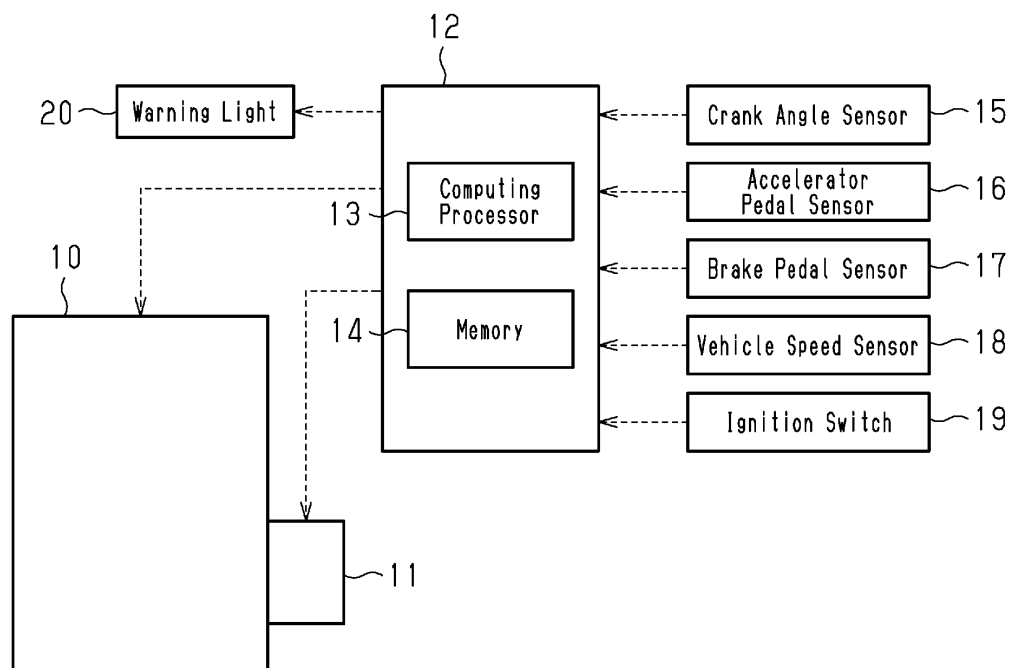 12
20
Warning Light
Crank Angle Sensor
15
Computing
Processor
13
Accelerator
Pedal Sensor
16
10
Brake Pedal Sensor
17
14
Memory
Vehicle Speed Sensor
18
Ignition Switch
19
11